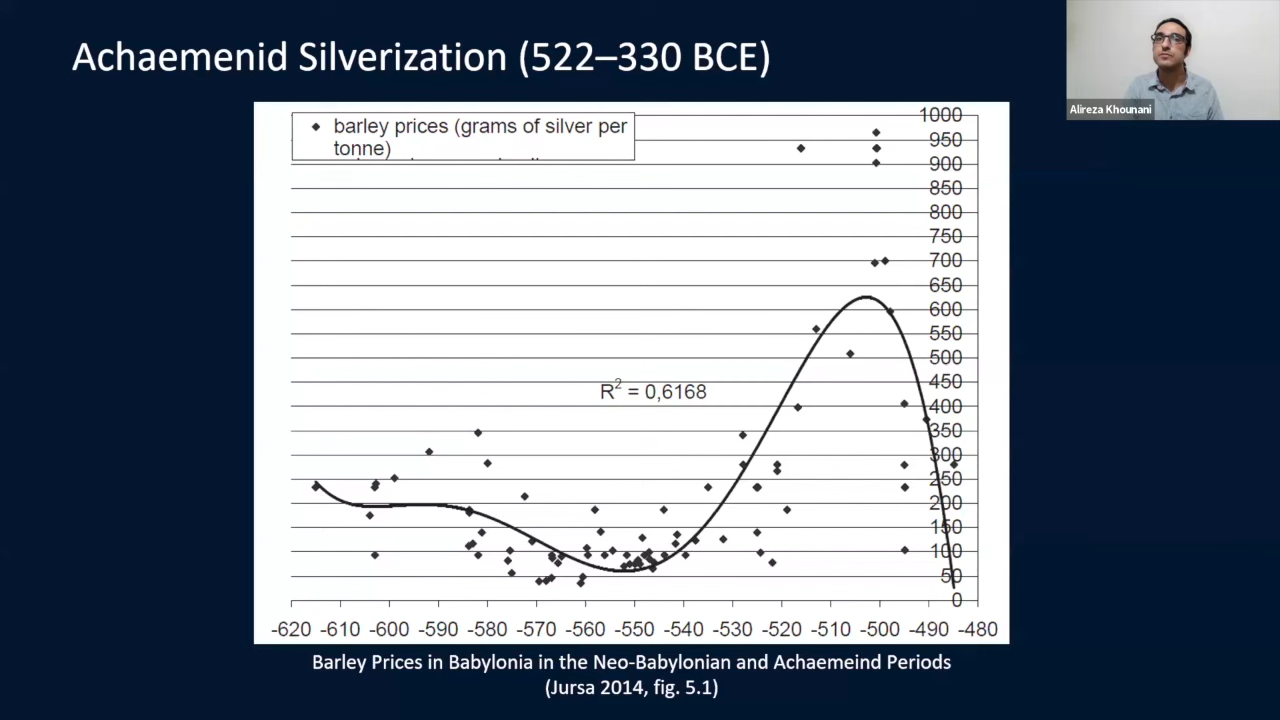 Achaemenid Silverization (522–330 BCE)
Alireza Khounani
barley prices (grams of silver per
tonne)
1000
950
900
850
800
750
700
650
600
550
500
450
400
350
300
250
200
150
100
50
0
R2 = 0,6168
-620 -610 -600 -590 -580 -570 -560 -550 -540 -530 -520 -510 -500 -490 -480
Barley Prices in Babylonia in the Neo-Babylonian and Achaemeind Periods
(Jursa 2014, fig. 5.1)